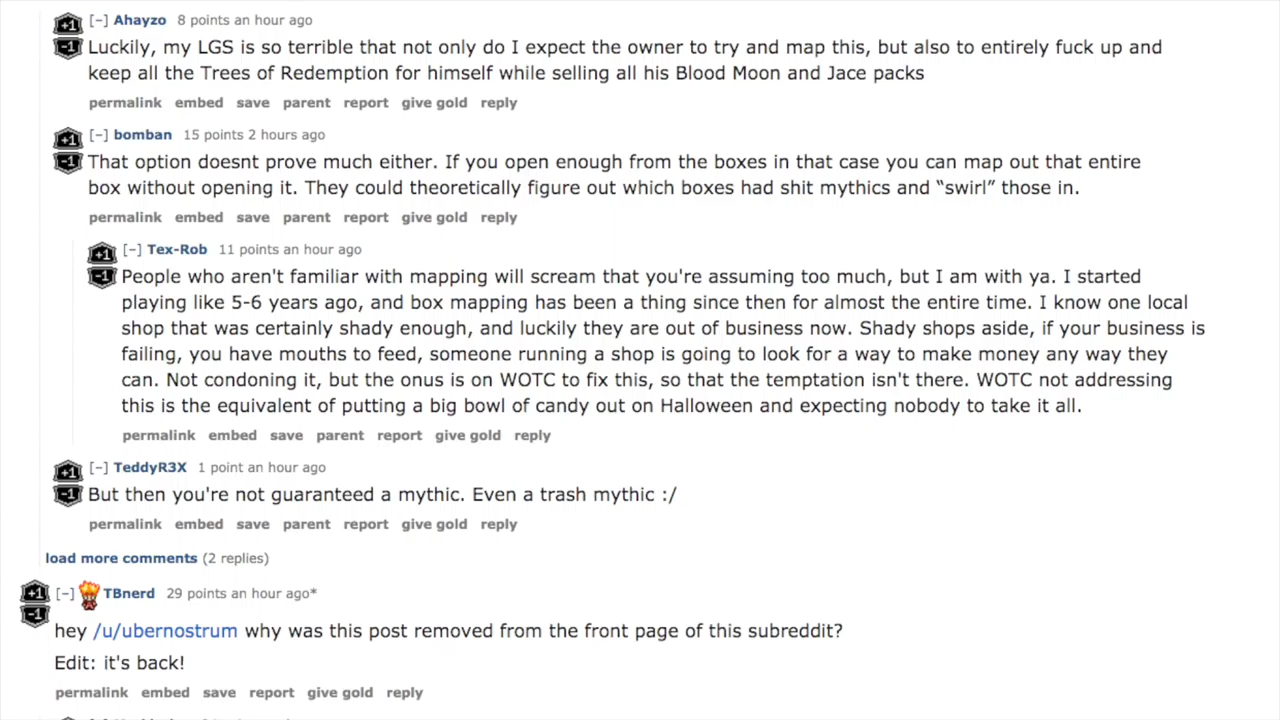 [–] Ahayzo 8 points an hour ago
+1
-1
Luckily, my LGS is so terrible that not only do I expect the owner to try and map this, but also to entirely fuck up and
keep all the Trees of Redemption for himself while selling all his Blood Moon and Jace packs
permalink embed save parent report give gold reply
[–] bomban 15 points 2 hours ago
+1
-1
That option doesnt prove much either. If you open enough from the boxes in that case you can map out that entire
box without opening it. They could theoretically figure out which boxes had shit mythics and “swirl” those in.
permalink embed save parent report give gold reply
[–] Tex-Rob 11 points an hour ago
+1
-1
People who aren't familiar with mapping will scream that you're assuming too much, but I am with ya. I started
playing like 5-6 years ago, and box mapping has been a thing since then for almost the entire time. I know one local
shop that was certainly shady enough, and luckily they are out of business now. Shady shops aside, if your business is
failing, you have mouths to feed, someone running a shop is going to look for a way to make money any way they
can. Not condoning it, but the onus is on WOTC to fix this, so that the temptation isn't there. WOTC not addressing
this is the equivalent of putting a big bowl of candy out on Halloween and expecting nobody to take it all.
permalink embed save parent report give gold reply
[–] TeddyR3X 1 point an hour ago
+1
-1
But then you're not guaranteed a mythic. Even a trash mythic :/
permalink embed save parent report give gold reply
load more comments (2 replies)
[–] TBnerd 29 points an hour ago*
+1
-1
hey /u/ubernostrum why was this post removed from the front page of this subreddit?
Edit: it's back!
permalink embed save report give gold reply